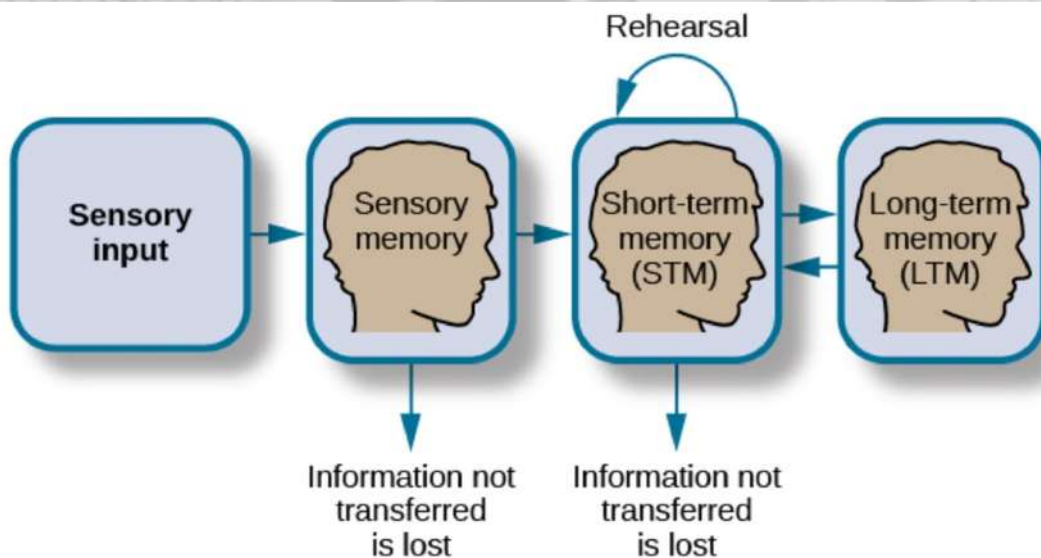 Rehearsal
Sensory
input
Sensory
memory
Short-term
memory
(STM)
Long-term
memory
(LTM)
Information not
transferred
is lost
Information not
transferred
is lost